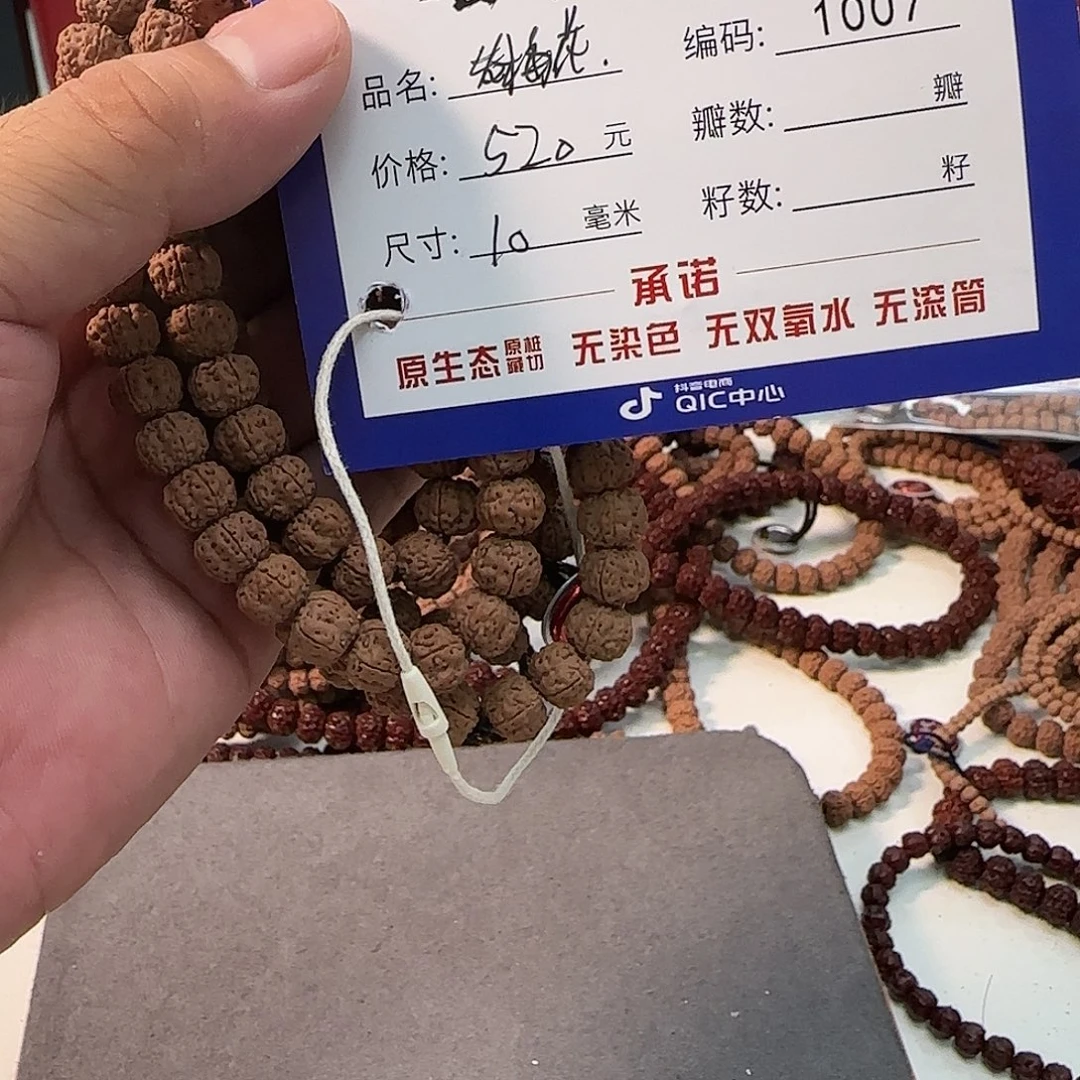 品名: 编码: 1007
价格: 520 元 瓣数: 瓣
尺寸: 10 毫米 籽数: 籽
承诺
原生态 原桩藏切 无染色 无双氧水 无滚筒
抖音电商
QIC中心